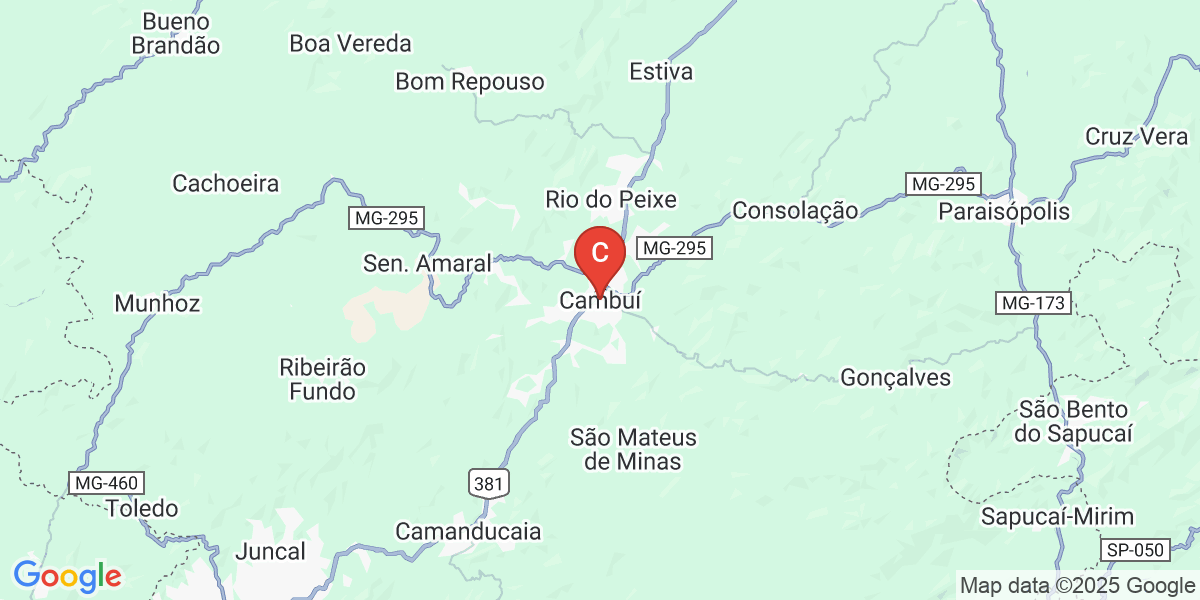 Bueno
Brandão
Boa Vereda
Bom Repouso
Estiva
Cruz Vera
Cachoeira
MG-295
Rio do Peixe
Consolação
MG-295
Paraisópolis
MG-295
Sen. Amaral
C
Cambuí
Munhoz
MG-173
Ribeirão
Fundo
Gonçalves
São Bento
do Sapucaí
São Mateus
de Minas
MG-460
Toledo
381
Camanducaia
Sapucaí-Mirim
Juncal
SP-050
Google
Map data ©2025 Google